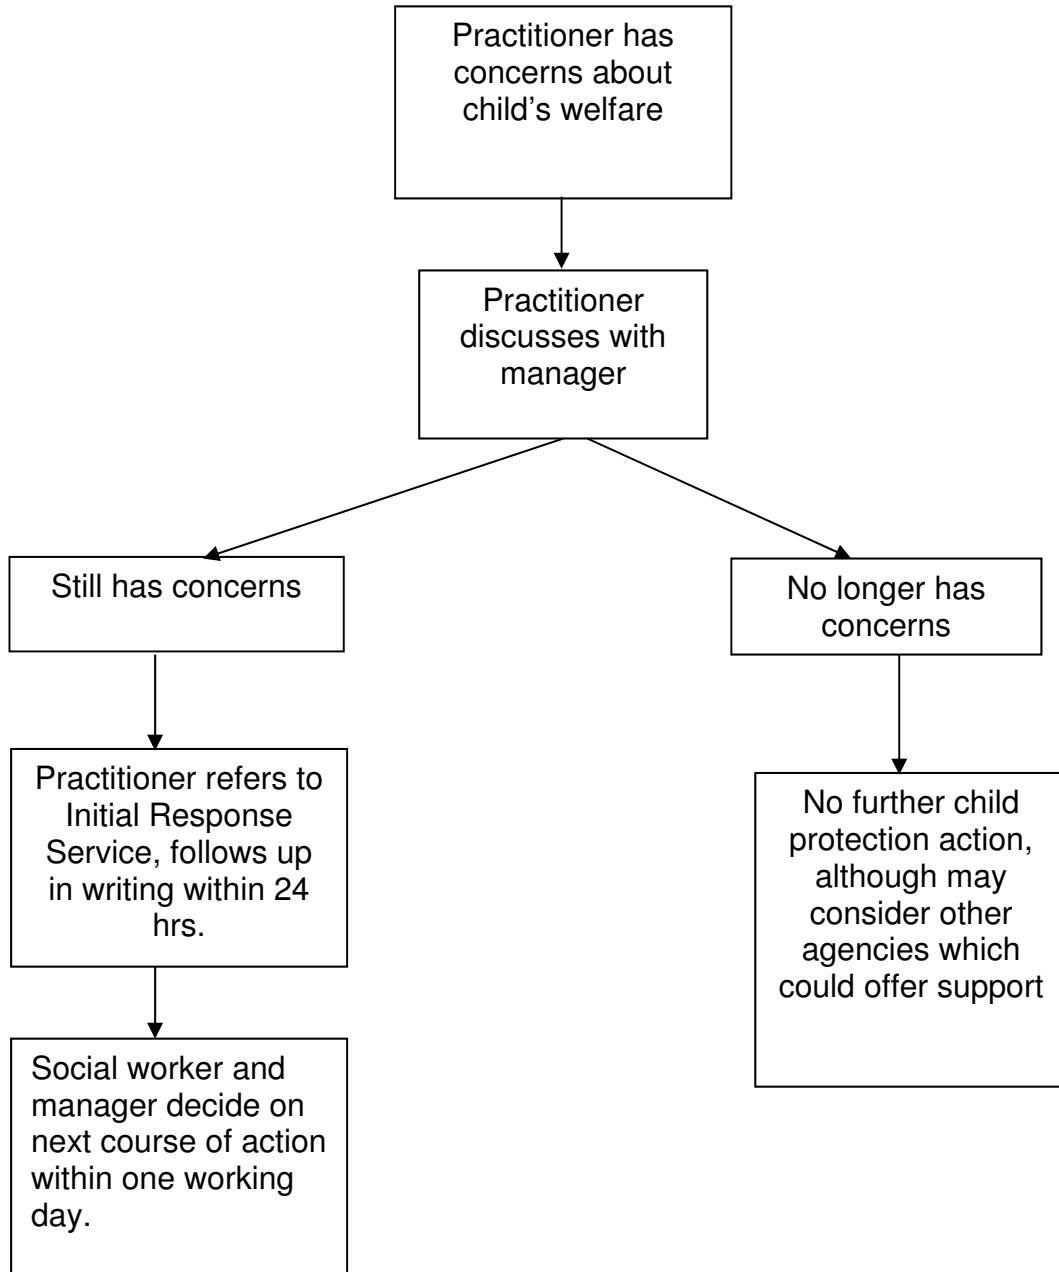 Practitioner has
concerns about
child's welfare
Practitioner
discusses with
manager
Still has concerns
No longer has
concerns
Practitioner refers to
Initial Response
Service, follows up
in writing within 24
hrs.
No further child
protection action,
although may
consider other
agencies which
could offer support
Social worker and
manager decide on
next course of action
within one working
day.